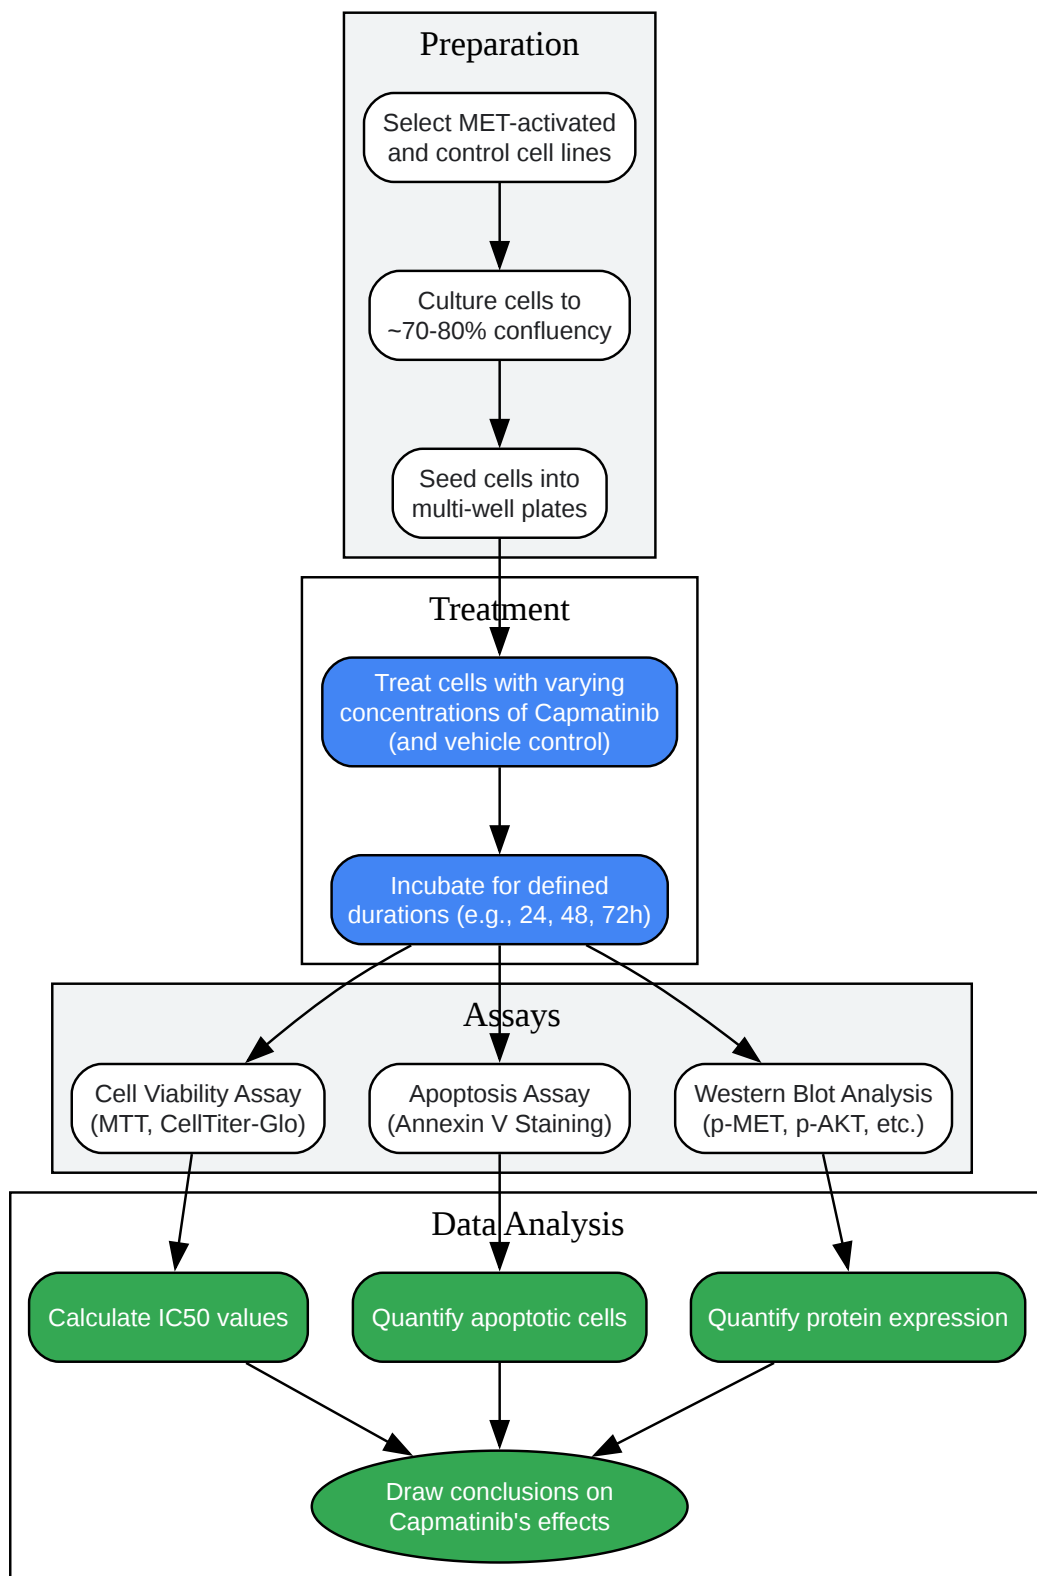 Preparation
Select MET-activated
and control cell lines
Culture cells to
~70-80% confluency
Seed cells into
multi-well plates
Treatment
Treat cells with varying
concentrations of Capmatinib
(and vehicle control)
Incubate for defined
durations (e.g., 24, 48, 72h)
Assays
Cell Viability Assay
(MTT, CellTiter-Glo)
Apoptosis Assay
(Annexin V Staining)
Western Blot Analysis
(p-MET, p-AKT, etc.)
Data Analysis
Calculate IC50 values
Quantify apoptotic cells
Quantify protein expression
Draw conclusions on
Capmatinib's effects